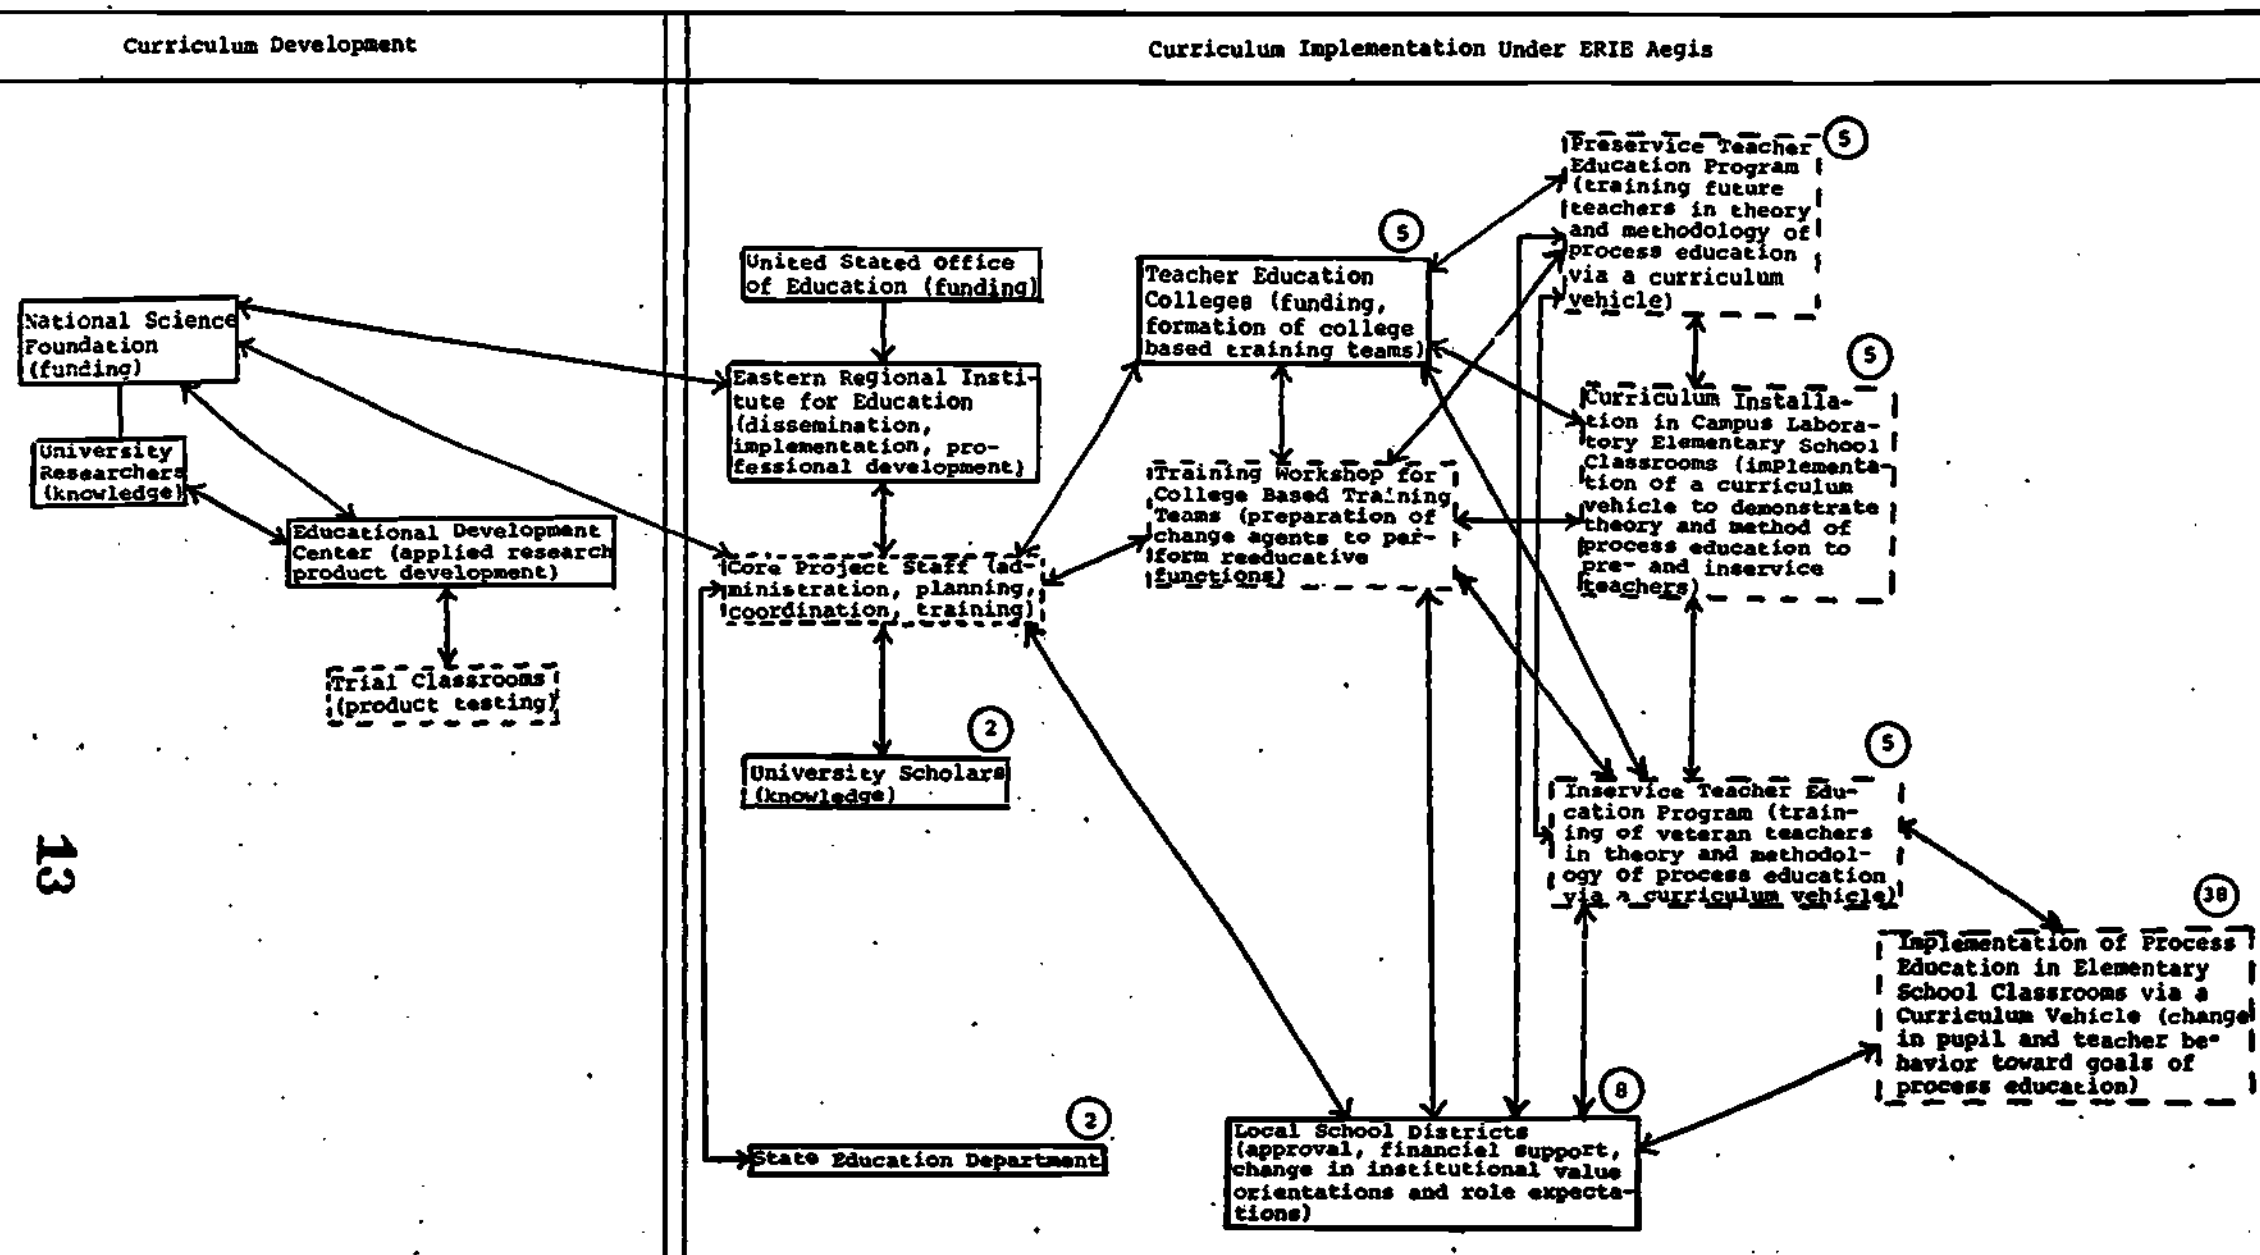 Curriculum Development
Curriculum Implementation Under ERIE Aegis
National Science
Foundation
(funding)
University
Researchers
(knowledge)
Educational Development
Center (applied research
product development)
Trial Classrooms
(product testing)
13
United Stated Office
of Education (funding)
Eastern Regional Insti-
tute for Education
(dissemination,
implementation, pro-
fessional development)
Core Project Staff (ad-
ministration, planning,
coordination, training)
2
University Scholars
(knowledge)
2
State Education Department
5
Teacher Education
Colleges (funding,
formation of college
based training teams)
Training Workshop for
College Based Training
Teams (preparation of
change agents to per-
form reeducative
functions)
5
Preservice Teacher
Education Program
(training future
teachers in theory
and methodology of
process education
via a curriculum
vehicle)
5
Curriculum Installa-
tion in Campus Labora-
tory Elementary School
Classrooms (implementa-
tion of a curriculum
vehicle to demonstrate
theory and method of
process education to
pre- and inservice
teachers)
5
Inservice Teacher Edu-
cation Program (train-
ing of veteran teachers
in theory and methodol-
ogy of process education
via a curriculum vehicle)
38
Implementation of Process
Education in Elementary
School Classrooms via a
Curriculum Vehicle (change
in pupil and teacher be-
havior toward goals of
process education)
8
Local School Districts
(approval, financiel support,
change in institutional value
orientations and role expecta-
tions)